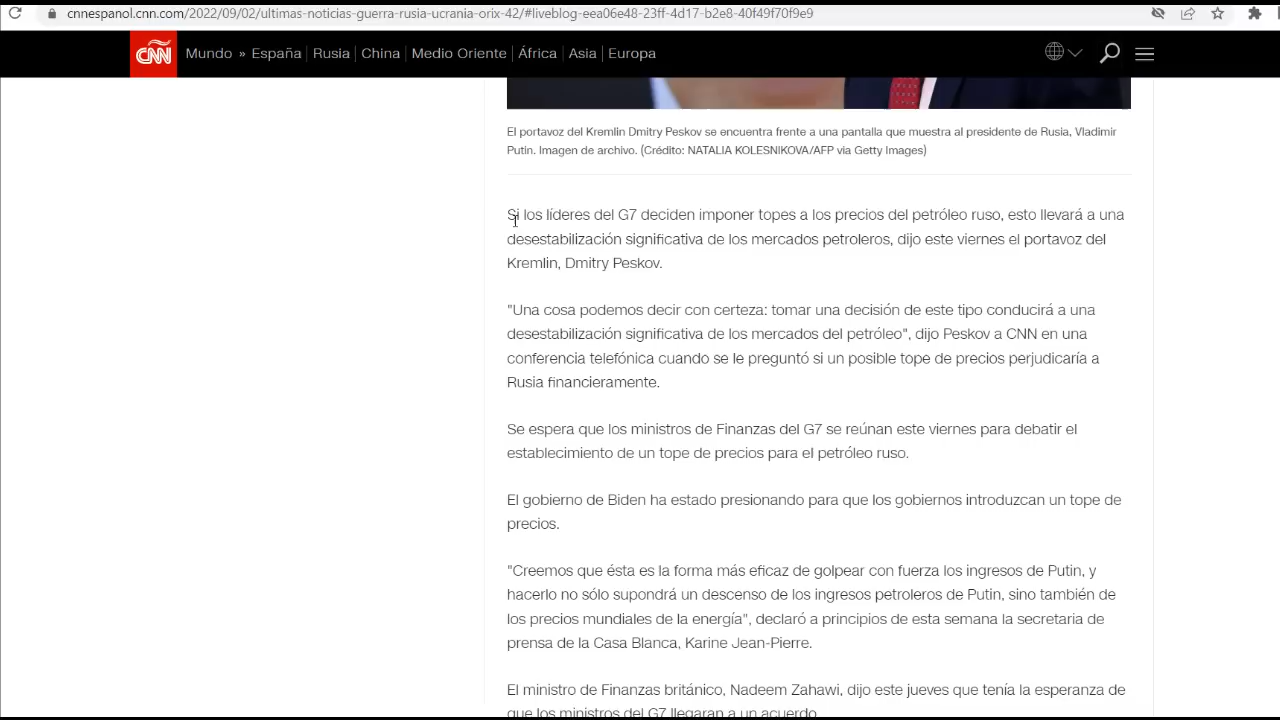 cnnespanol.cnn.com/2022/09/02/ultimas-noticias-guerra-rusia-ucrania-orix-42/#liveblog-eea06e48-23ff-4d17-b2e8-40f49f70f9e9
CNN Mundo » España Rusia China Medio Oriente África Asia Europa
El portavoz del Kremlin Dmitry Peskov se encuentra frente a una pantalla que muestra al presidente de Rusia, Vladimir
Putin. Imagen de archivo. (Crédito: NATALIA KOLESNIKOVA/AFP via Getty Images)
Si los líderes del G7 deciden imponer topes a los precios del petróleo ruso, esto llevará a una
desestabilización significativa de los mercados petroleros, dijo este viernes el portavoz del
Kremlin, Dmitry Peskov.
"Una cosa podemos decir con certeza: tomar una decisión de este tipo conducirá a una
desestabilización significativa de los mercados del petróleo", dijo Peskov a CNN en una
conferencia telefónica cuando se le preguntó si un posible tope de precios perjudicaría a
Rusia financieramente.
Se espera que los ministros de Finanzas del G7 se reúnan este viernes para debatir el
establecimiento de un tope de precios para el petróleo ruso.
El gobierno de Biden ha estado presionando para que los gobiernos introduzcan un tope de
precios.
"Creemos que ésta es la forma más eficaz de golpear con fuerza los ingresos de Putin, y
hacerlo no sólo supondrá un descenso de los ingresos petroleros de Putin, sino también de
los precios mundiales de la energía", declaró a principios de esta semana la secretaria de
prensa de la Casa Blanca, Karine Jean-Pierre.
El ministro de Finanzas británico, Nadeem Zahawi, dijo este jueves que tenía la esperanza de
que los ministros del G7 llegaran a un acuerdo